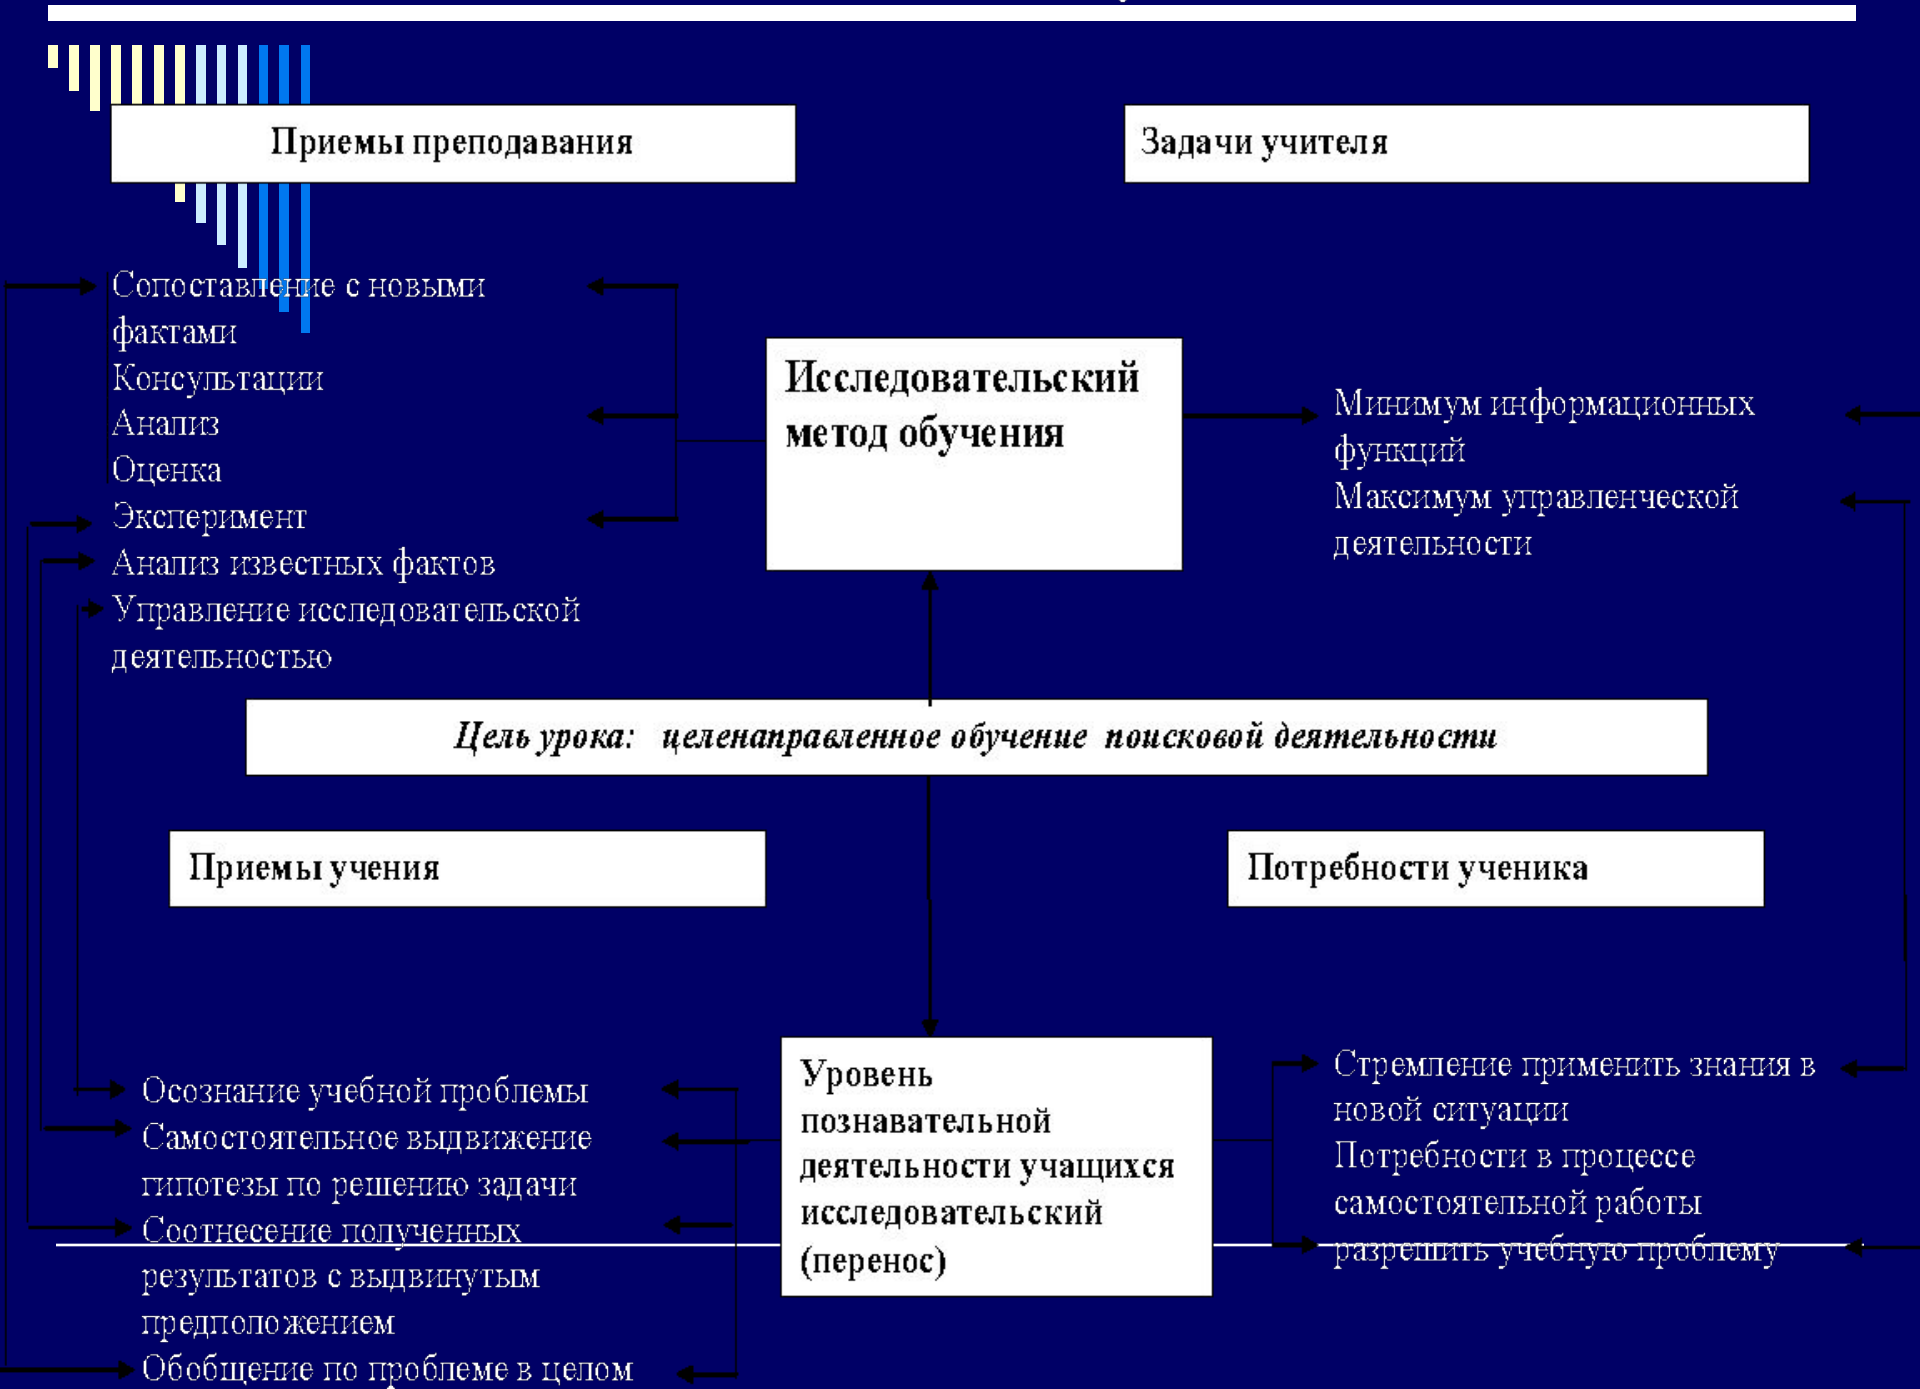 Приемы преподавания
Задачи учителя
Сопоставление с новыми
фактами
Консультации
Анализ
Оценка
Эксперимент
Анализ известных фактов
Управление исследовательской
деятельностью
Исследовательский
метод обучения
Минимум информационных
функций
Максимум управленческой
деятельности
Цель урока: целенаправленное обучение поисковой деятельности
Приемы учения
Потребности ученика
Осознание учебной проблемы
Самостоятельное выдвижение
гипотезы по решению задачи
Соотнесение полученных
результатов с выдвинутым
предположением
Обобщение по проблеме в целом
Уровень
познавательной
деятельности учащихся
исследовательский
(перенос)
Стремление применить знания в
новой ситуации
Потребности в процессе
самостоятельной работы
разрешить учебную проблему